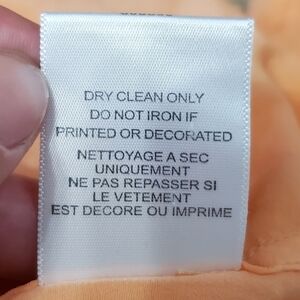 DRY CLEAN ONLY
DO NOT IRON IF
PRINTED OR DECORATED
NETTOYAGE A SEC
UNIQUEMENT
NE PAS REPASSER SI
LE VETEMENT
EST DECORE OU IMPRIME